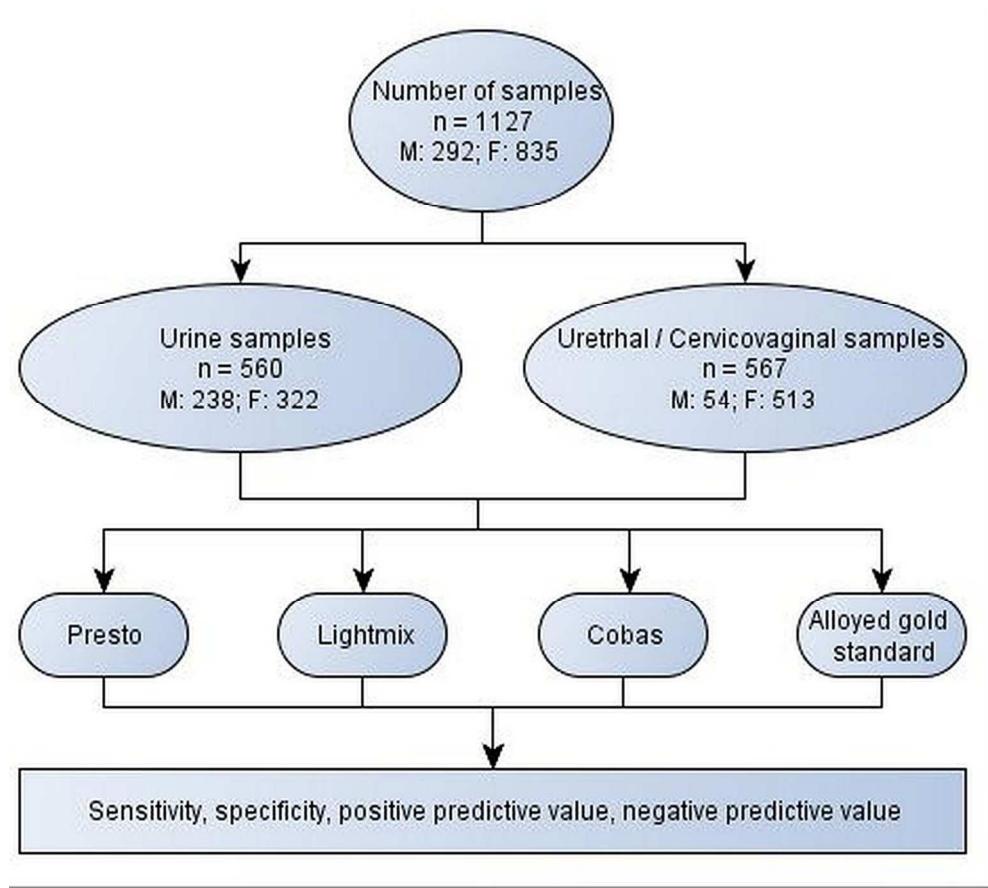 Number of samples
n = 1127
M: 292; F: 835
Urine samples
n = 560
M: 238; F: 322
Uretrhal / Cervicovaginal samples
n = 567
M: 54; F: 513
Presto
Lightmix
Cobas
Alloyed gold
standard
Sensitivity, specificity, positive predictive value, negative predictive value